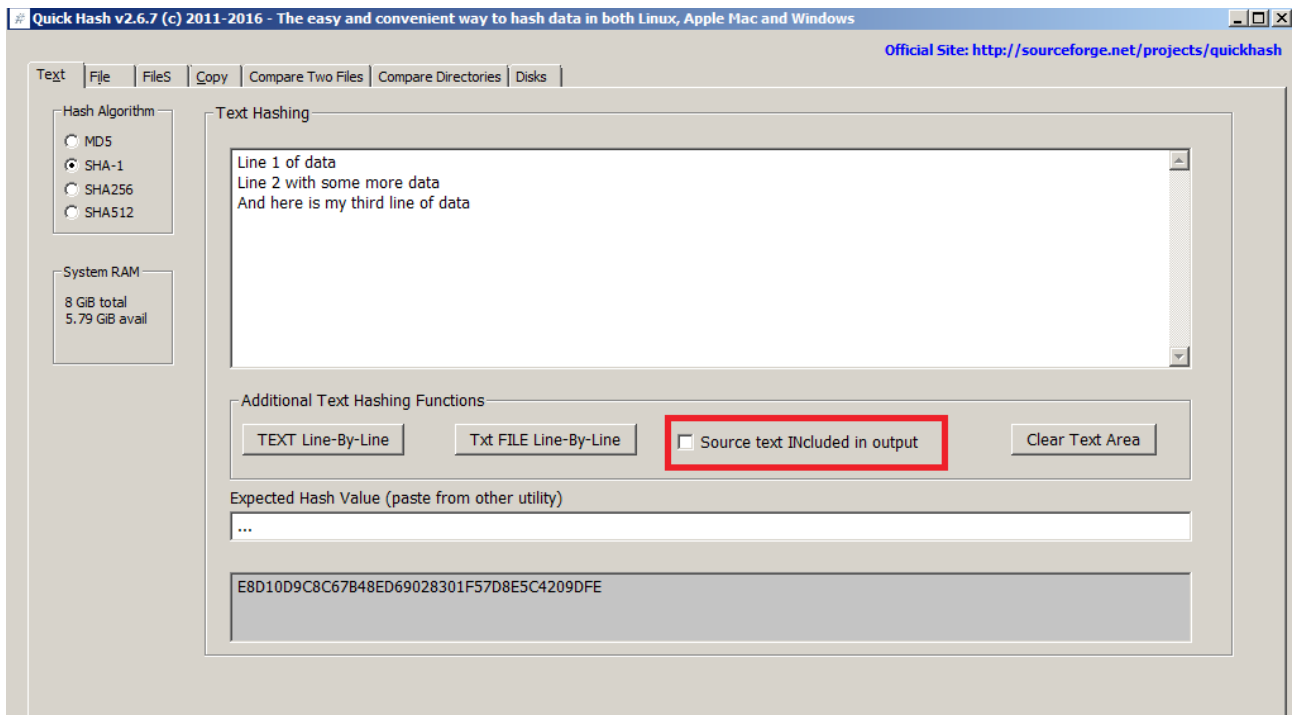 Quick Hash v2.6.7 (c) 2011-2016 - The easy and convenient way to hash data in both Linux, Apple Mac and Windows
Official Site: http://sourceforge.net/projects/quickhash
Text File FileS Copy Compare Two Files Compare Directories Disks
Hash Algorithm
MD5
SHA-1
SHA256
SHA512
System RAM
8 GiB total
5.79 GiB avail
Text Hashing
Line 1 of data
Line 2 with some more data
And here is my third line of data
Additional Text Hashing Functions
TEXT Line-By-Line Txt FILE Line-By-Line Source text INcluded in output Clear Text Area
Expected Hash Value (paste from other utility)
...
E8D10D9C8C67B48ED69028301F57D8E5C4209DFE